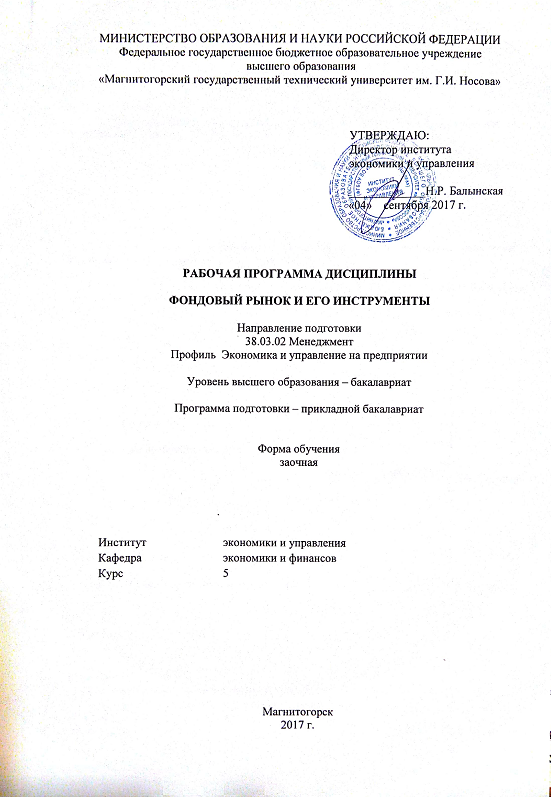 МИНИСТЕРСТВО ОБРАЗОВАНИЯ И НАУКИ РОССИЙСКОЙ ФЕДЕРАЦИИ
Федеральное государственное бюджетное образовательное учреждение
высшего образования
«Магнитогорский государственный технический университет им. Г.И. Носова»
УТВЕРЖДАЮ:
Директор института
экономики и управления
Н.Р. Балынская
«04» сентября 2017 г.
ИНСТИТУТ
ЭКОНОМИКИ
И УПРАВЛЕНИЯ
РАБОЧАЯ ПРОГРАММА ДИСЦИПЛИНЫ
ФОНДОВЫЙ РЫНОК И ЕГО ИНСТРУМЕНТЫ
Направление подготовки
38.03.02 Менеджмент
Профиль Экономика и управление на предприятии
Уровень высшего образования – бакалавриат
Программа подготовки – прикладной бакалавриат
Форма обучения
заочная
Институт экономики и управления
Кафедра экономики и финансов
Курс 5
Магнитогорск
2017 г.